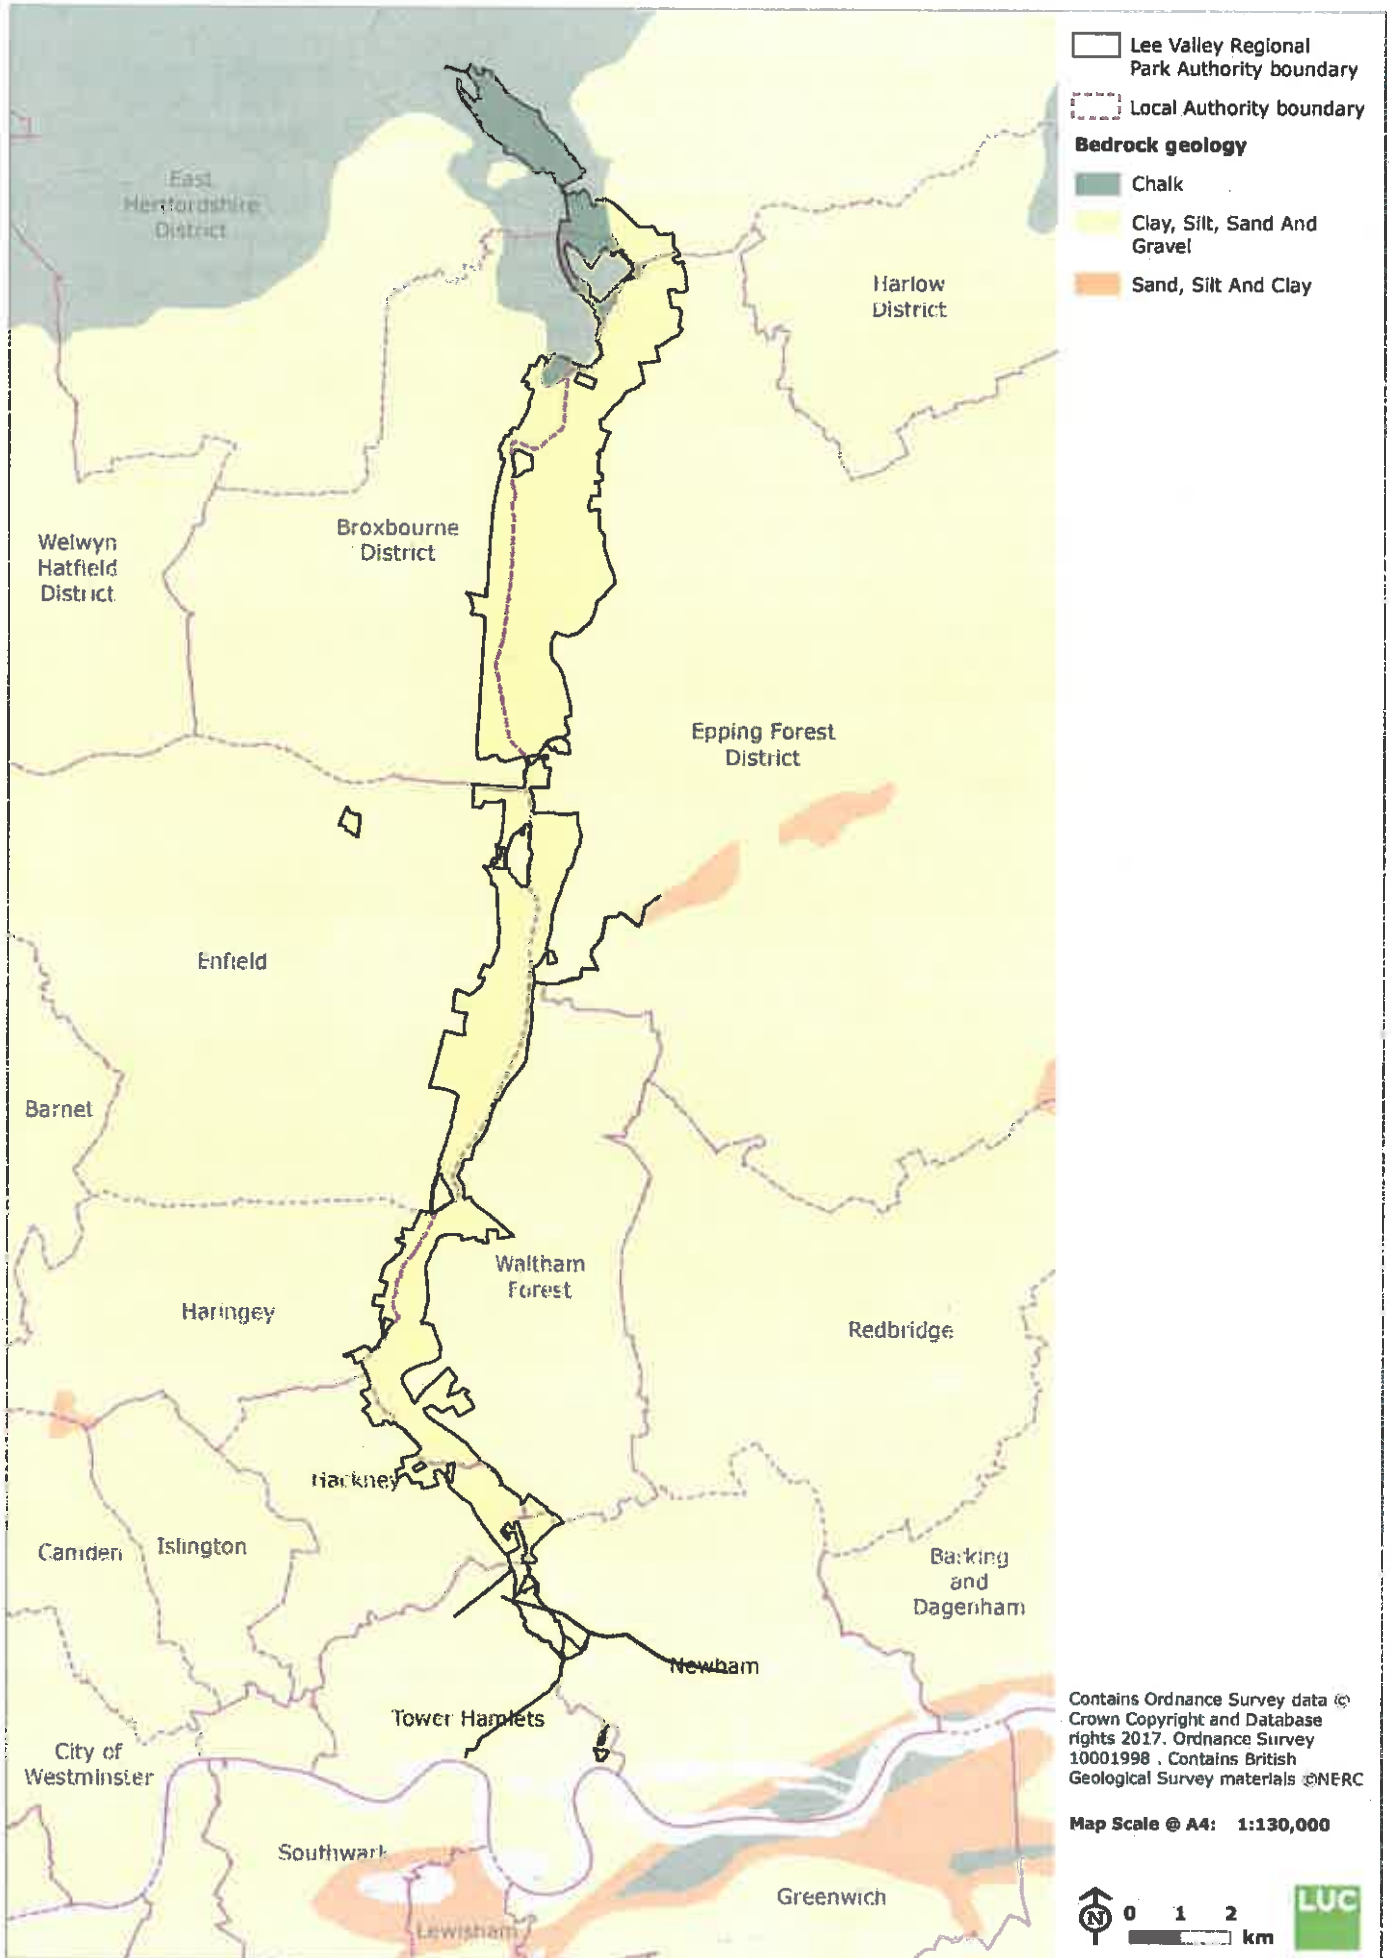 Lee Valley Regional
Park Authority boundary
Local Authority boundary
Bedrock geology
Chalk
Clay, Silt, Sand And
Gravel
Sand, Silt And Clay
East
Hertfordshire
District
Harlow
District
Broxbourne
District
Welwyn
Hatfield
District
Epping Forest
District
Enfield
Barnet
Waltham
Forest
Haringey
Redbridge
Hackney
Camden
Islington
Barking
and
Dagenham
Newham
Tower Hamlets
City of
Westminster
Southwark
Greenwich
Lewisham
Contains Ordnance Survey data ©
Crown Copyright and Database
rights 2017. Ordnance Survey
10001998 . Contains British
Geological Survey materials ©NERC
Map Scale @ A4: 1:130,000
N
0 1 2
km
LUC